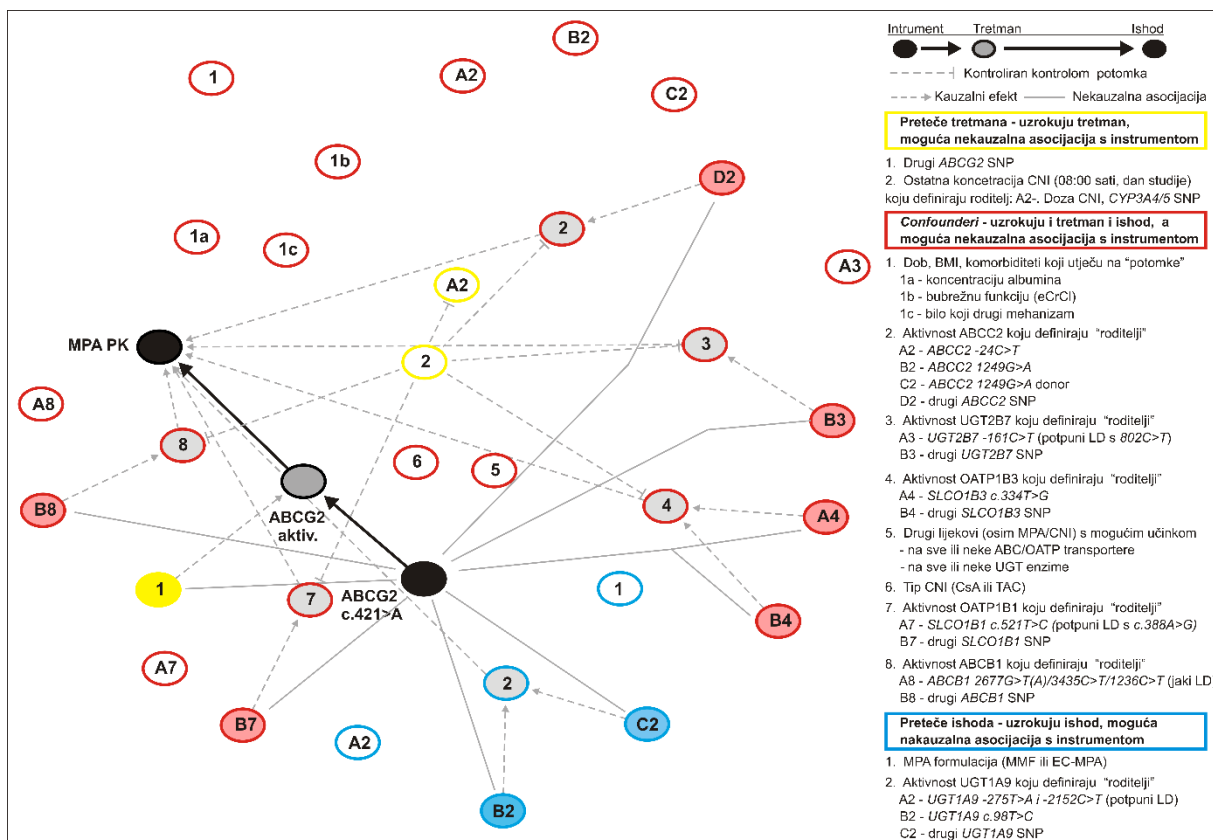 B2
1
A2
C2
1b
D2
1a
1c
2
A3
A2
MPA PK
3
2
A8
B3
8
6
5
B8
ABCG2
aktiv.
4
A4
1
7
ABCG2
c.421>A
1
B4
A7
2
B7
A2
C2
B2
Intrument
Tretman
Ishod
Kontroliran kontrolom potomka
Kauzalni efekt
Nekauzalna asocijacija
Preteče tretmana - uzrokuju tretman,
moguća nekauzalna asocijacija s instrumentom
1. Drugi ABCG2 SNP
2. Ostatna koncetracija CNI (08:00 sati, dan studije)
koju definiraju roditelj: A2-. Doza CNI, CYP3A4/5 SNP
Confounderi - uzrokuju i tretman i ishod, a
moguća nekauzalna asocijacija s instrumentom
1. Dob, BMI, komorbiditeti koji utječu na "potomke"
1a - koncentraciju albumina
1b - bubrežnu funkciju (eCrCl)
1c - bilo koji drugi mehanizam
2. Aktivnost ABCC2 koju definiraju "roditelji"
A2 - ABCC2 -24C>T
B2 - ABCC2 1249G>A
C2 - ABCC2 1249G>A donor
D2 - drugi ABCC2 SNP
3. Aktivnost UGT2B7 koju definiraju "roditelji"
A3 - UGT2B7 -161C>T (potpuni LD s 802C>T)
B3 - drugi UGT2B7 SNP
4. Aktivnost OATP1B3 koju definiraju "roditelji"
A4 - SLCO1B3 c.334T>G
B4 - drugi SLCO1B3 SNP
5. Drugi lijekovi (osim MPA/CNI) s mogućim učinkom
- na sve ili neke ABC/OATP transportere
- na sve ili neke UGT enzime
6. Tip CNI (CsA ili TAC)
7. Aktivnost OATP1B1 koju definiraju "roditelji"
A7 - SLCO1B1 c.521T>C (potpuni LD s c.388A>G)
B7 - drugi SLCO1B1 SNP
8. Aktivnost ABCB1 koju definiraju "roditelji"
A8 - ABCB1 2677G>T(A)/3435C>T/1236C>T (jaki LD
B8 - drugi ABCB1 SNP
Preteče ishoda - uzrokuju ishod, moguća
nakauzalna asocijacija s instrumentom
1. MPA formulacija (MMF ili EC-MPA)
2. Aktivnost UGT1A9 koju definiraju "roditelji"
A2 - UGT1A9 -275T>A i -2152C>T (potpuni LD)
B2 - UGT1A9 c.98T>C
C2 - drugi UGT1A9 SNP